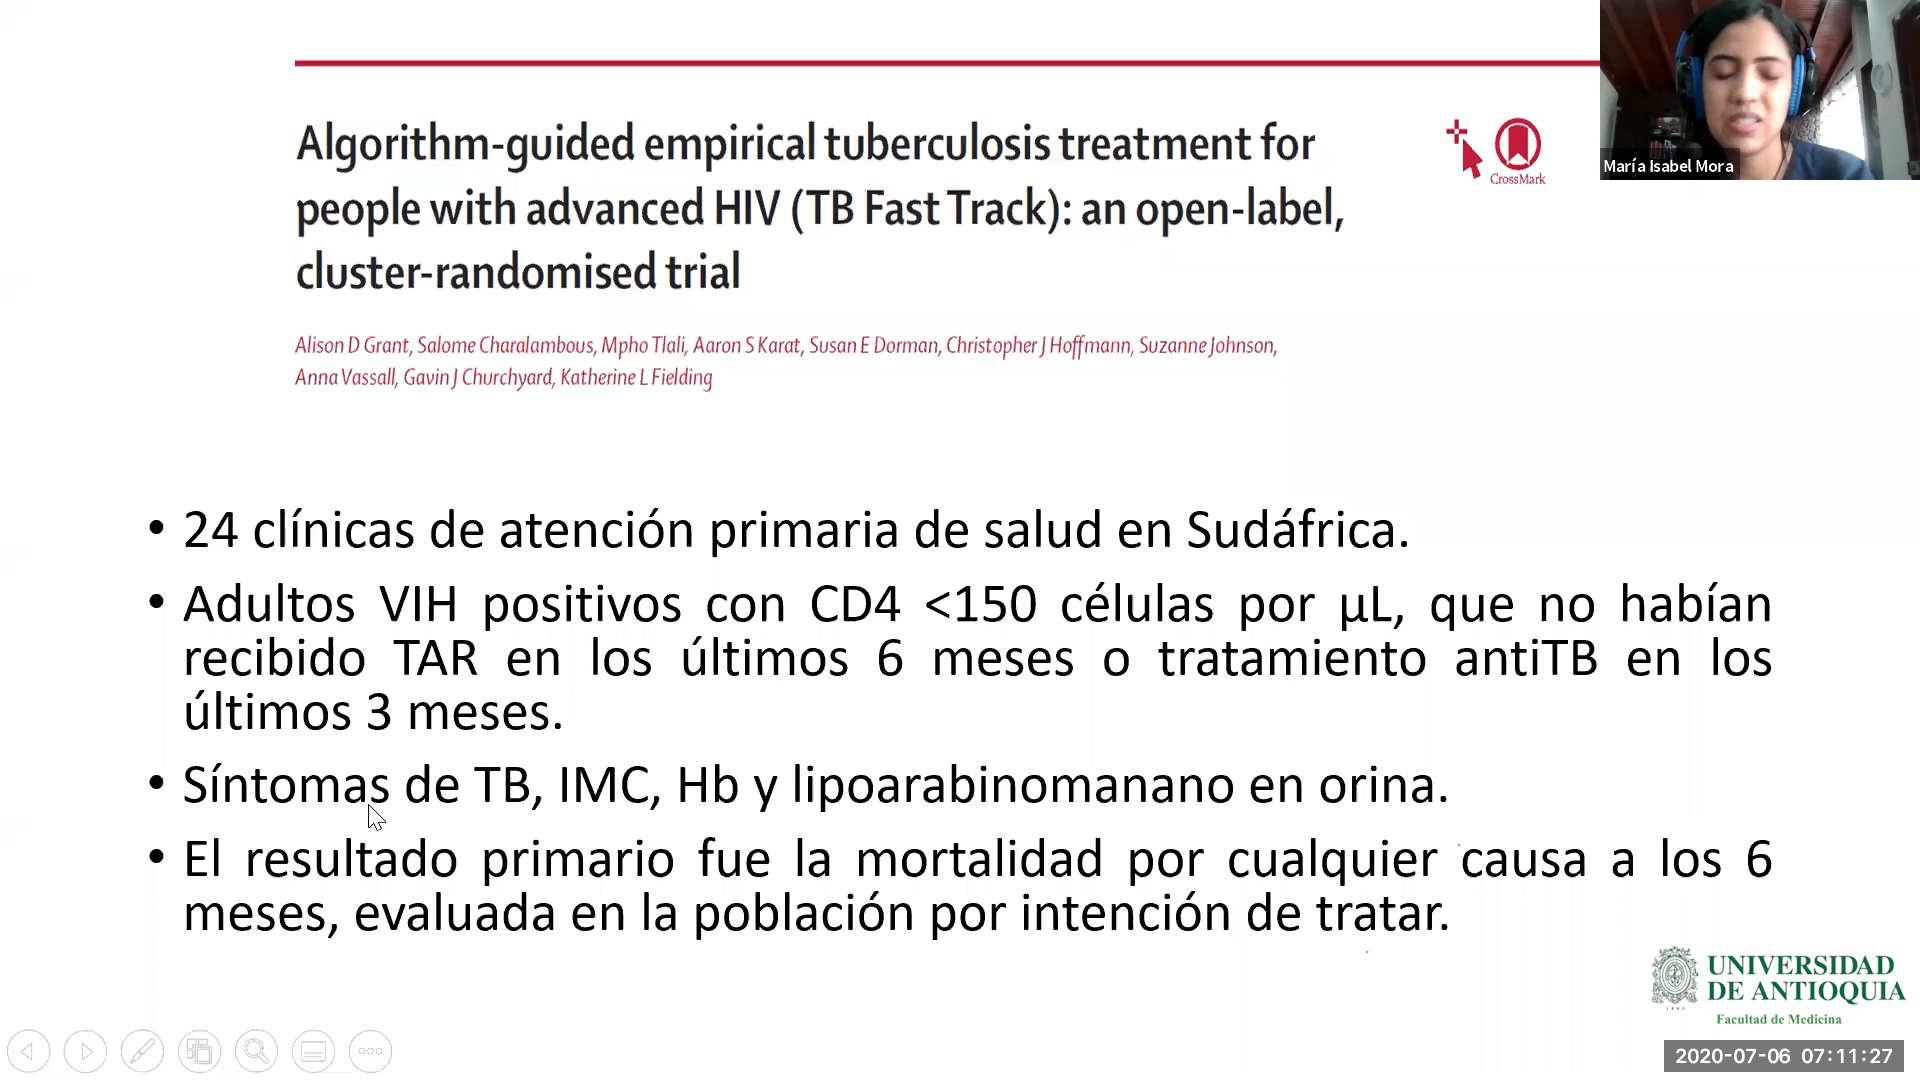 Algorithm-guided empirical tuberculosis treatment for
people with advanced HIV (TB Fast Track): an open-label,
cluster-randomised trial
CrossMark
María Isabel Mora
Alison D Grant, Salome Charalambous, Mpho Tlali, Aaron S Karat, Susan E Dorman, Christopher J Hoffmann, Suzanne Johnson,
Anna Vassall, Gavin J Churchyard, Katherine L Fielding
• 24 clínicas de atención primaria de salud en Sudáfrica.
• Adultos VIH positivos con CD4 <150 células por µL, que no habían
recibido TAR en los últimos 6 meses o tratamiento antiTB en los
últimos 3 meses.
• Síntomas de TB, IMC, Hb y lipoarabinomanano en orina.
• El resultado primario fue la mortalidad por cualquier causa a los 6
meses, evaluada en la población por intención de tratar.
UNIVERSIDAD
DE ANTIOQUIA
Facultad de Medicina
2020-07-06 07:11:27